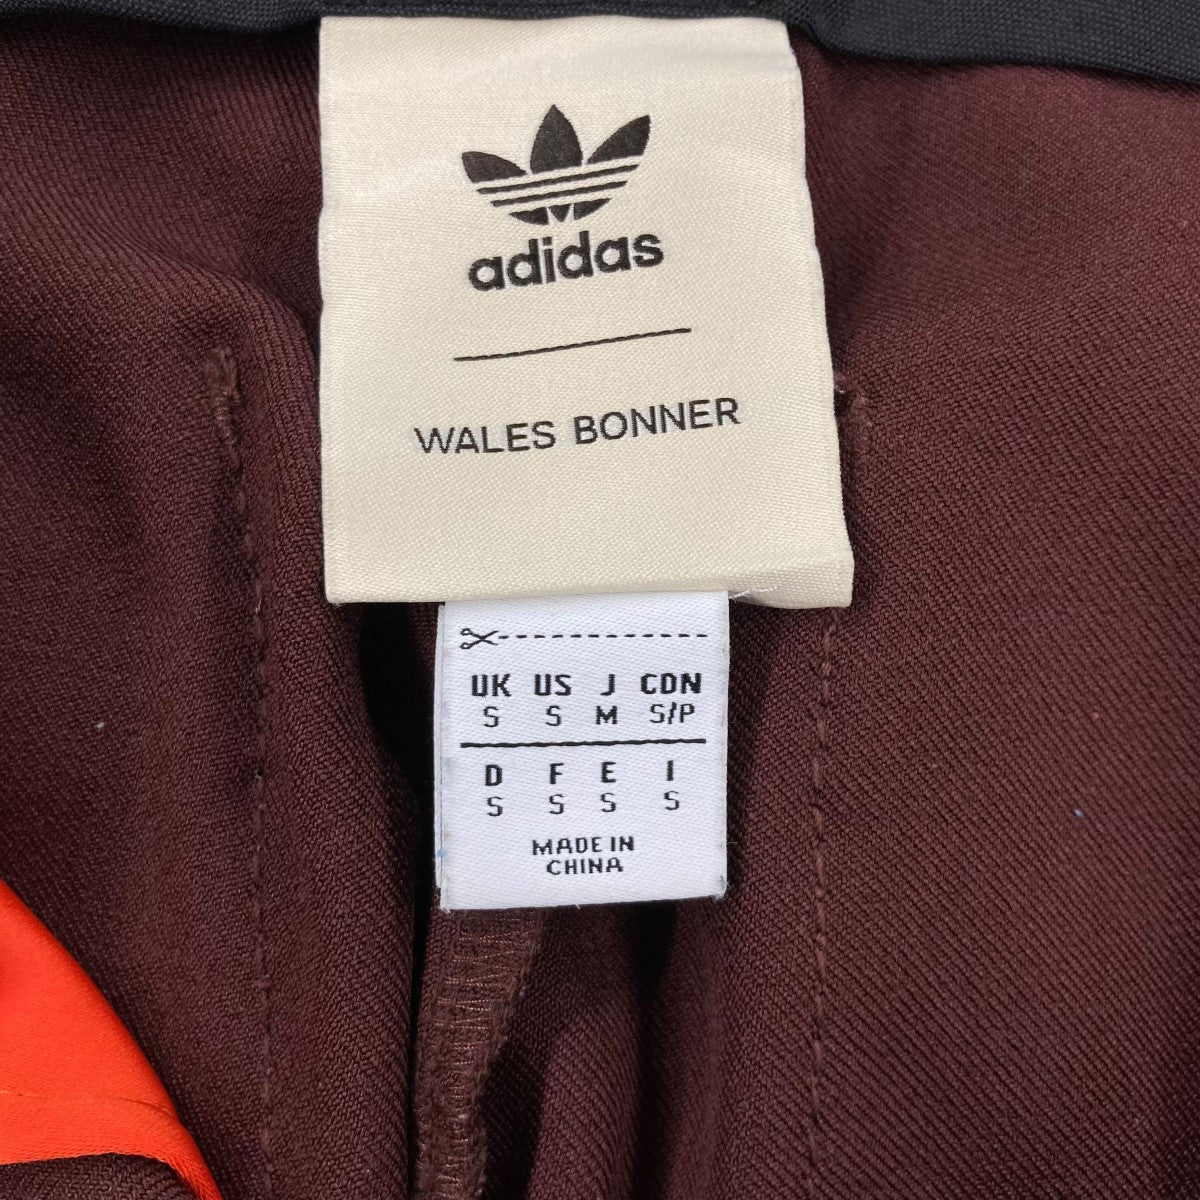 adidas
WALES BONNER
UK US J CDN
S S M S/P
D F E I
S S S S
MADE IN
CHINA